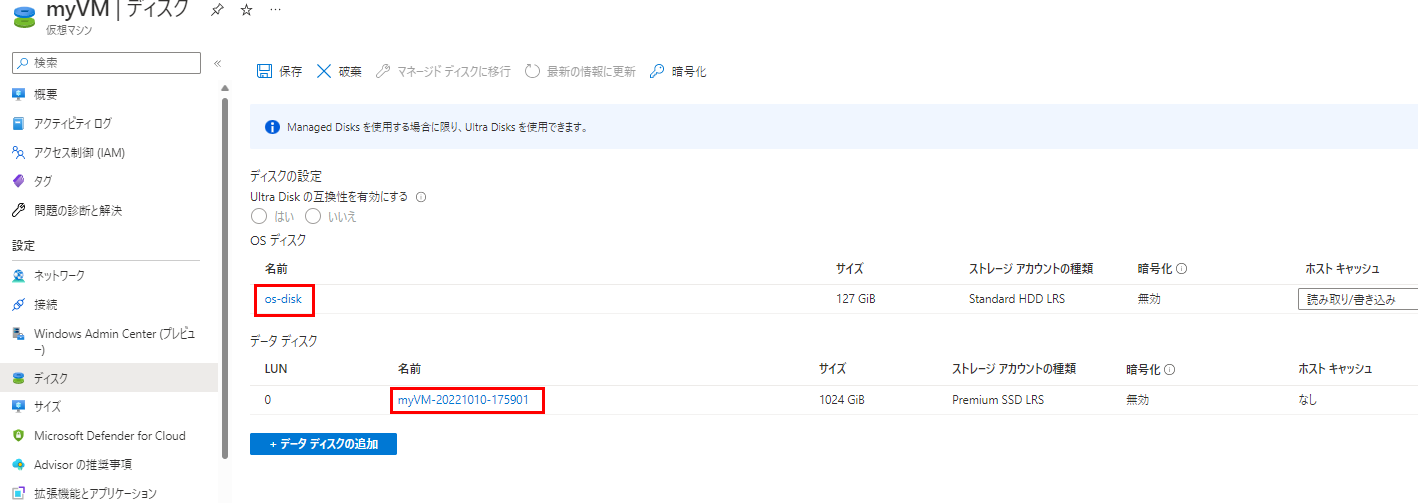 myVM | ディスク
仮想マシン
検索
概要
アクティビティ ログ
アクセス制御 (IAM)
タグ
問題の診断と解決
設定
ネットワーク
接続
Windows Admin Center (プレビュ
ー)
ディスク
サイズ
Microsoft Defender for Cloud
Advisor の推奨事項
拡張機能とアプリケーション
保存 破棄 マネージド ディスクに移行 最新の情報に更新 暗号化
Managed Disks を使用する場合に限り、Ultra Disks を使用できます。
ディスクの設定
Ultra Disk の互換性を有効にする
はい いいえ
OS ディスク
名前 サイズ ストレージ アカウントの種類 暗号化 ホスト キャッシュ
os-disk 127 GiB Standard HDD LRS 無効 読み取り/書き込み
データ ディスク
LUN 名前 サイズ ストレージ アカウントの種類 暗号化 ホスト キャッシュ
0 myVM-20221010-175901 1024 GiB Premium SSD LRS 無効 なし
+ データ ディスクの追加